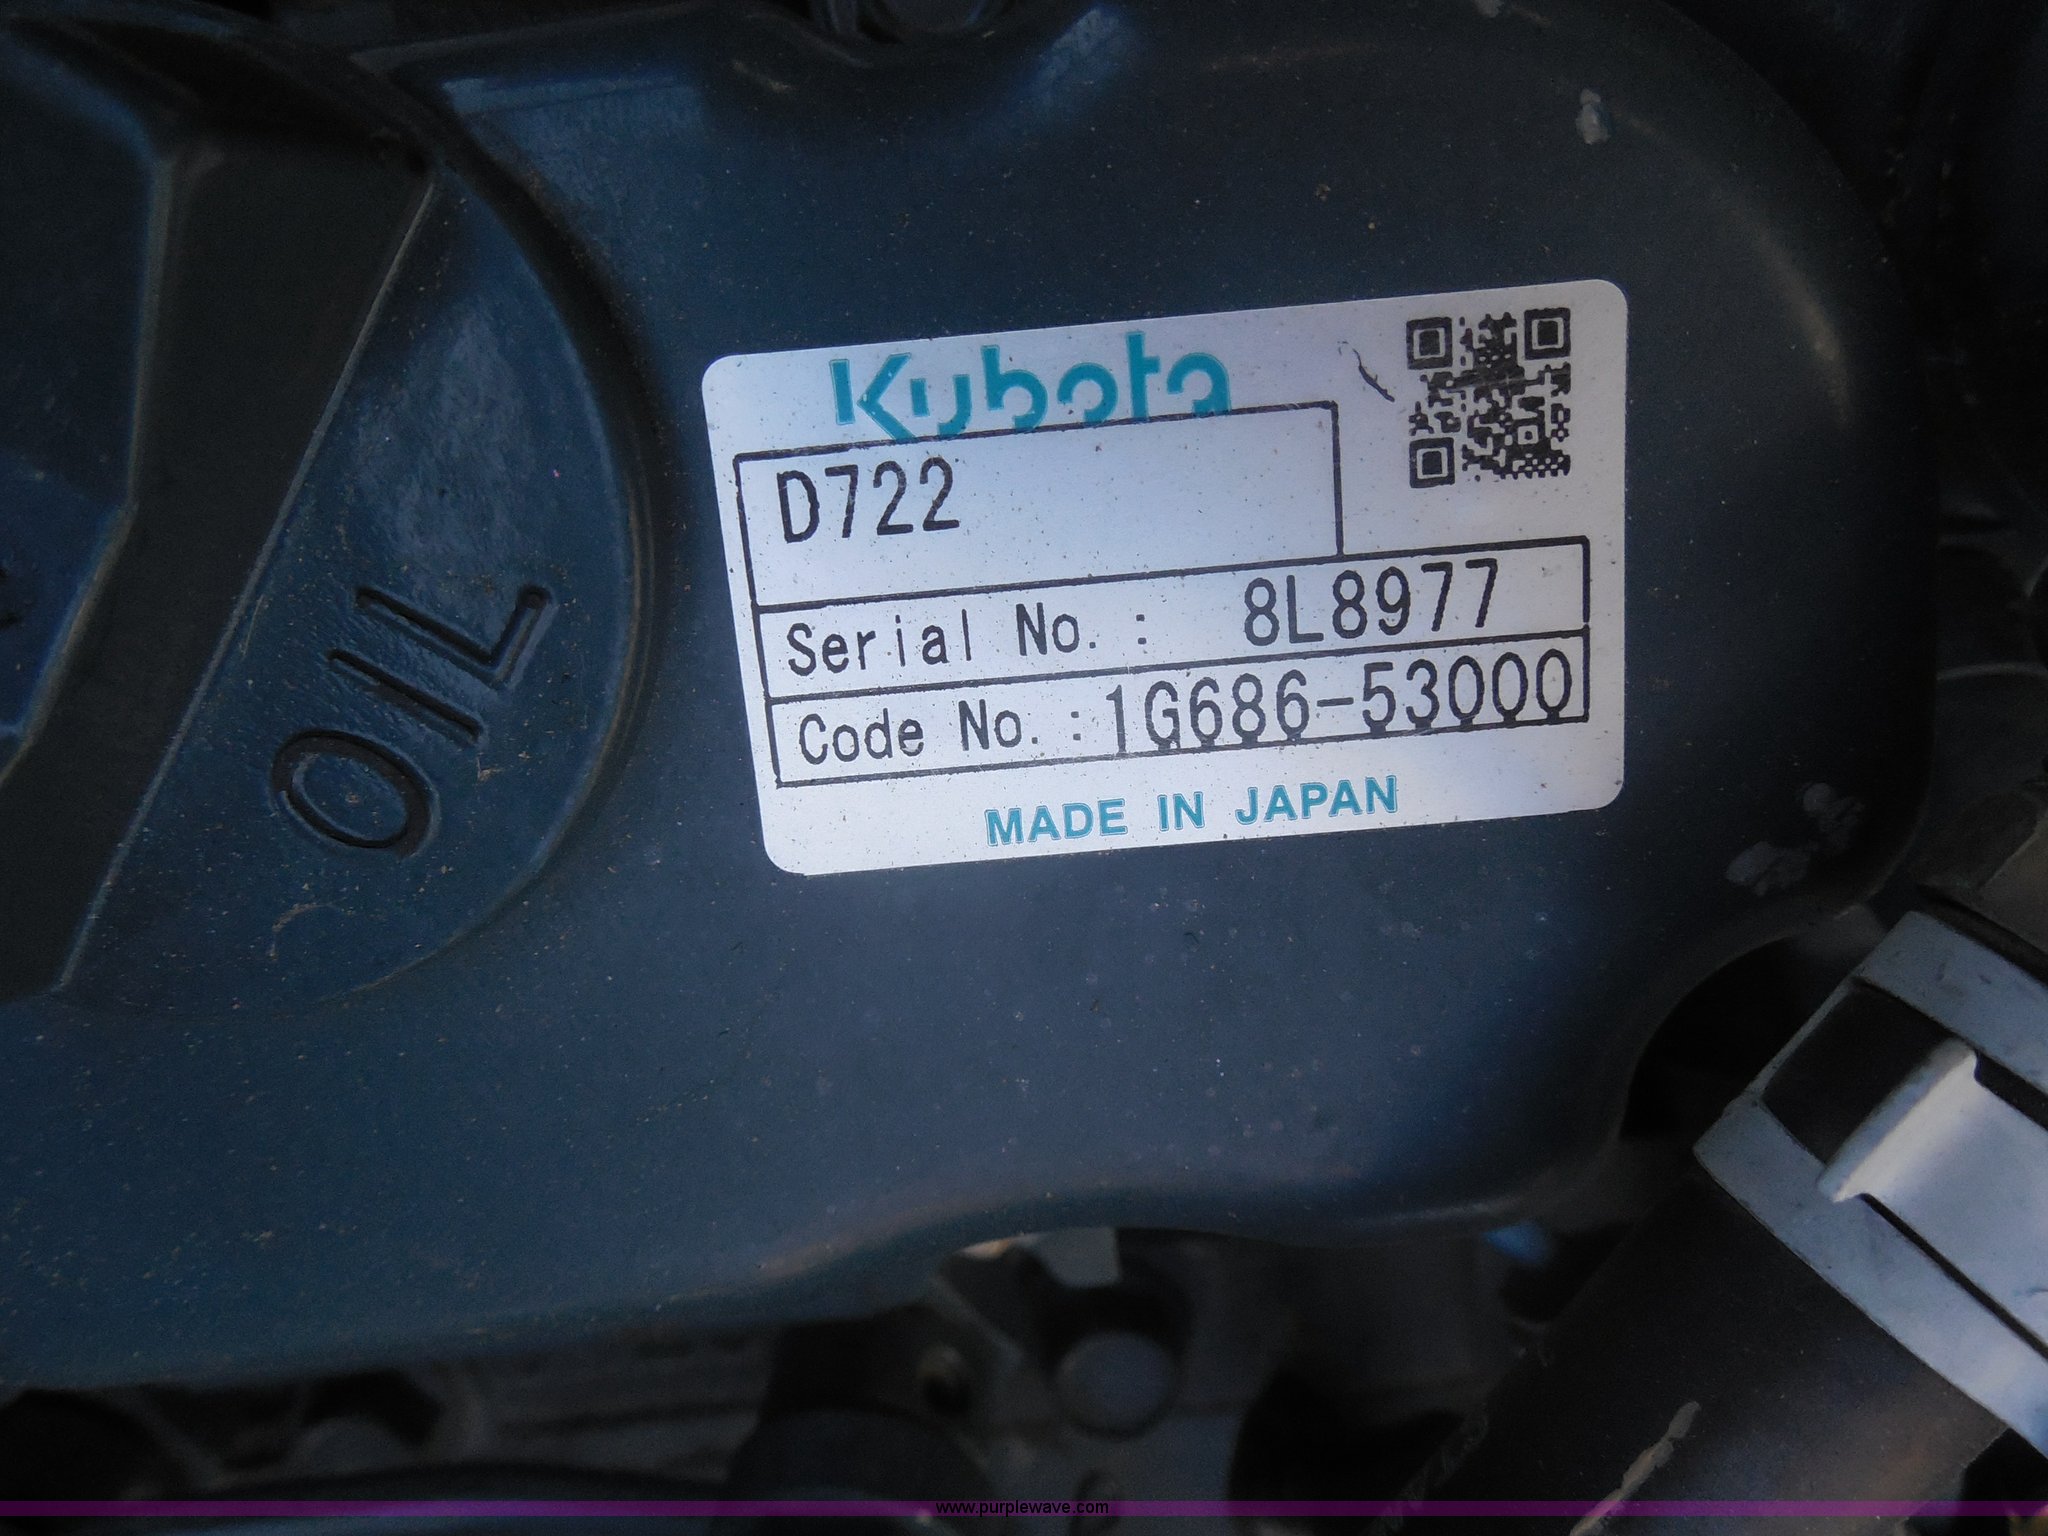 Kubota
D722
Serial No. : 8L8977
Code No. : 1G686-53000
MADE IN JAPAN
OIL
www.purplewave.com